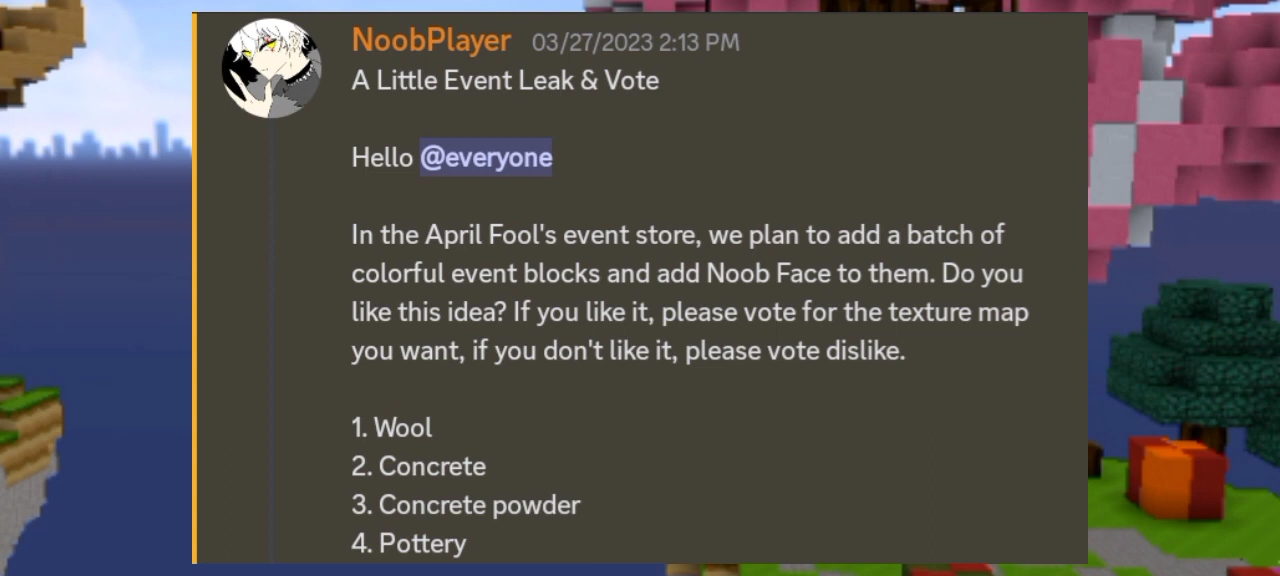 NoobPlayer 03/27/2023 2:13 PM
A Little Event Leak & Vote
Hello @everyone
In the April Fool's event store, we plan to add a batch of
colorful event blocks and add Noob Face to them. Do you
like this idea? If you like it, please vote for the texture map
you want, if you don't like it, please vote dislike.
1. Wool
2. Concrete
3. Concrete powder
4. Pottery